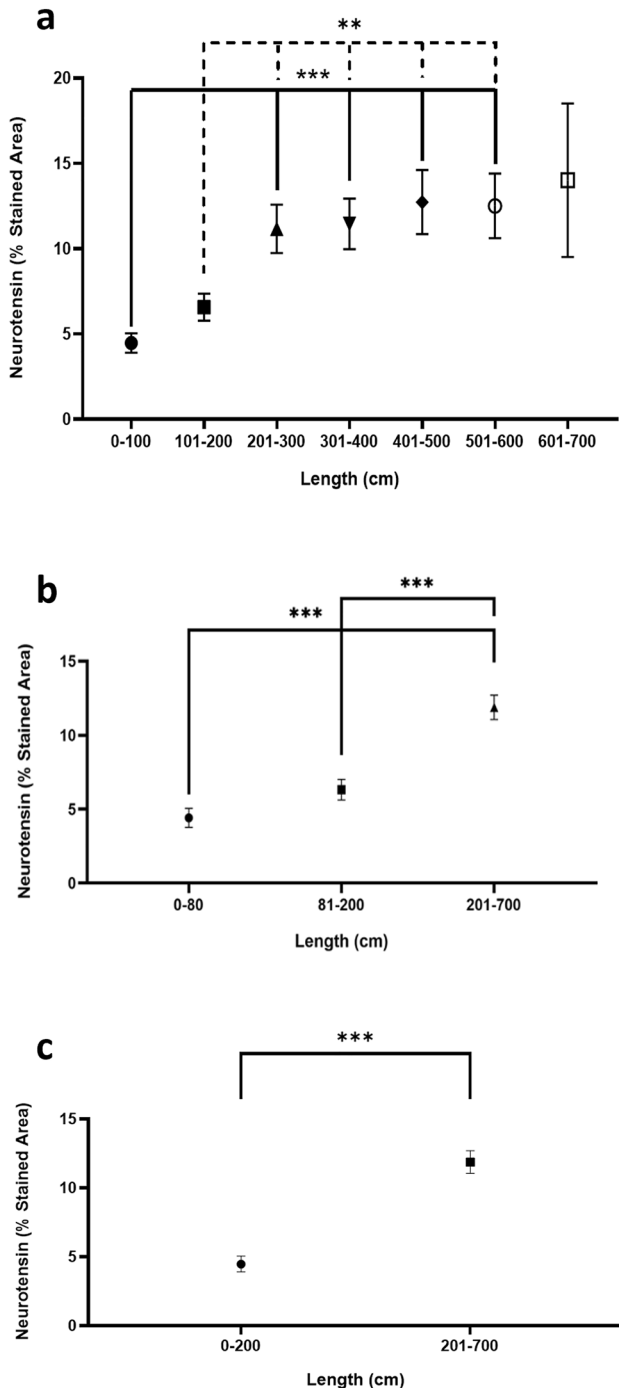 a
**
***
20
15
10
5
0
Neurotensin (% Stained Area)
0-100 101-200 201-300 301-400 401-500 501-600 601-700
Length (cm)
b
***
***
15
10
5
0
Neurotensin (% Stained Area)
0-80 81-200 201-700
Length (cm)
c
***
15
10
5
0
Neurotensin (% Stained Area)
0-200 201-700
Length (cm)